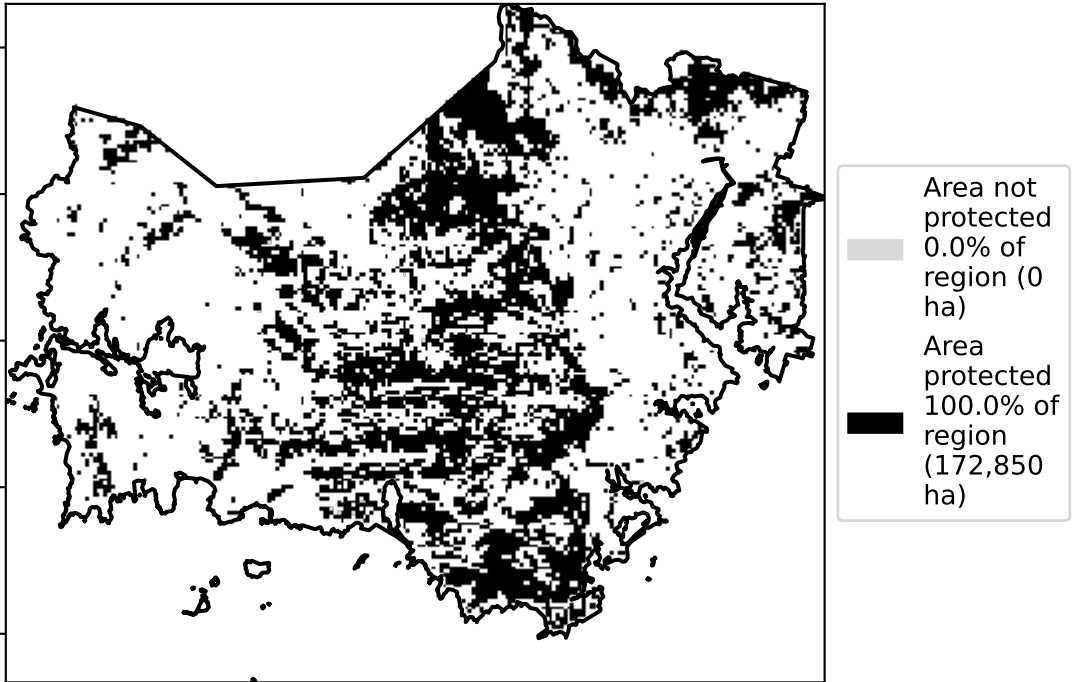 Area not
protected
0.0% of
region (0
ha)
Area
protected
100.0% of
region
(172,850
ha)